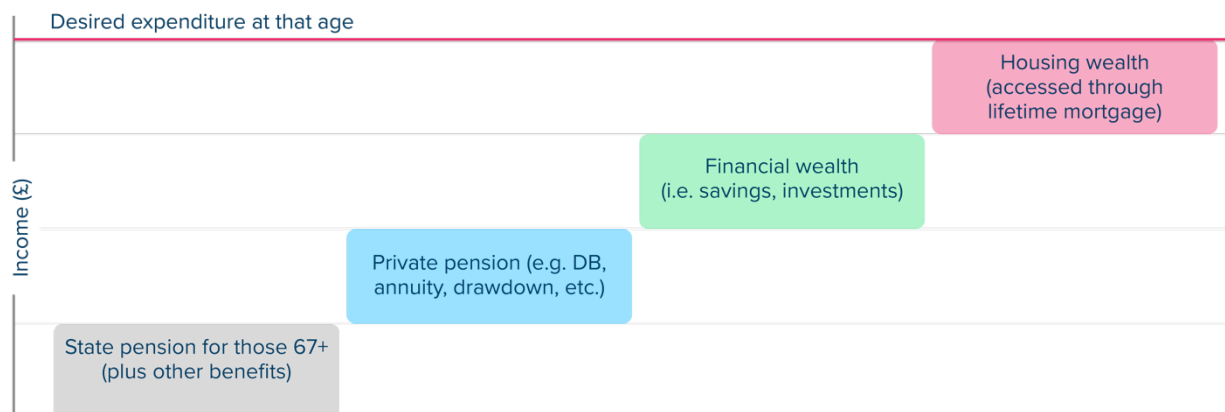 Desired expenditure at that age
Housing wealth
(accessed through
lifetime mortgage)
Financial wealth
(i.e. savings, investments)
Income (£)
Private pension (e.g. DB,
annuity, drawdown, etc.)
State pension for those 67+
(plus other benefits)